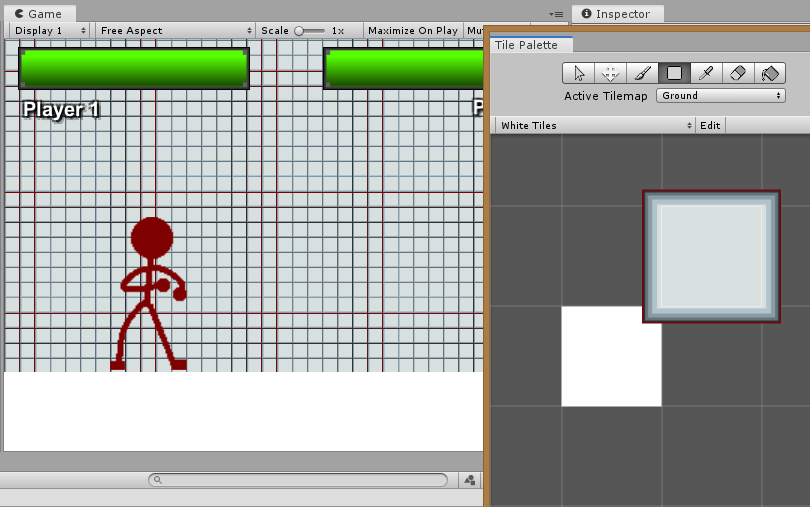 Game
Inspector
Display 1
Free Aspect
Scale
1x
Maximize On Play
Mut
Tile Palette
Active Tilemap
Ground
White Tiles
Edit
Player 1
P